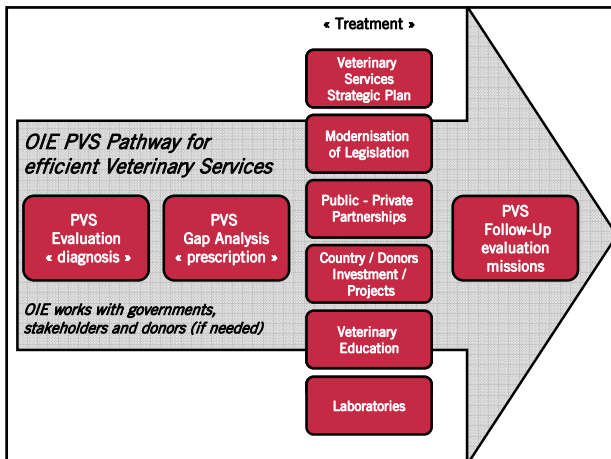 « Treatment »
Veterinary
Services
Strategic Plan
OIE PVS Pathway for
efficient Veterinary Services
Modernisation
of Legislation
PVS
Evaluation
« diagnosis »
PVS
Gap Analysis
« prescription »
Public - Private
Partnerships
Country / Donors
Investment /
Projects
PVS
Follow-Up
evaluation
missions
OIE works with governments,
stakeholders and donors (if needed)
Veterinary
Education
Laboratories